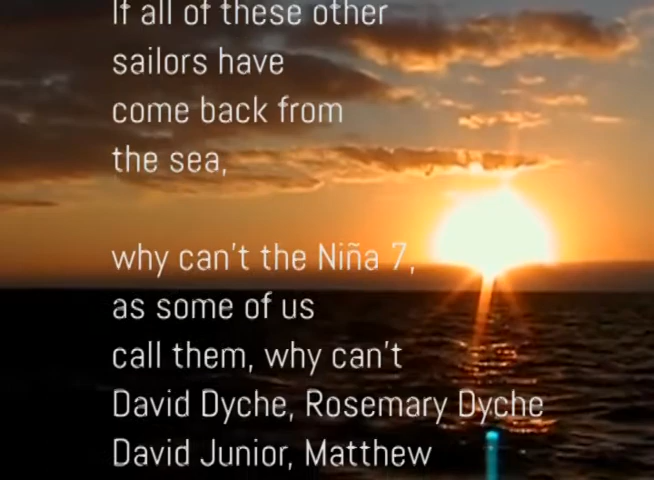 If all of these other
sailors have
come back from
the sea,
why can't the Niña 7,
as some of us
call them, why can't
David Dyche, Rosemary Dyche
David Junior, Matthew